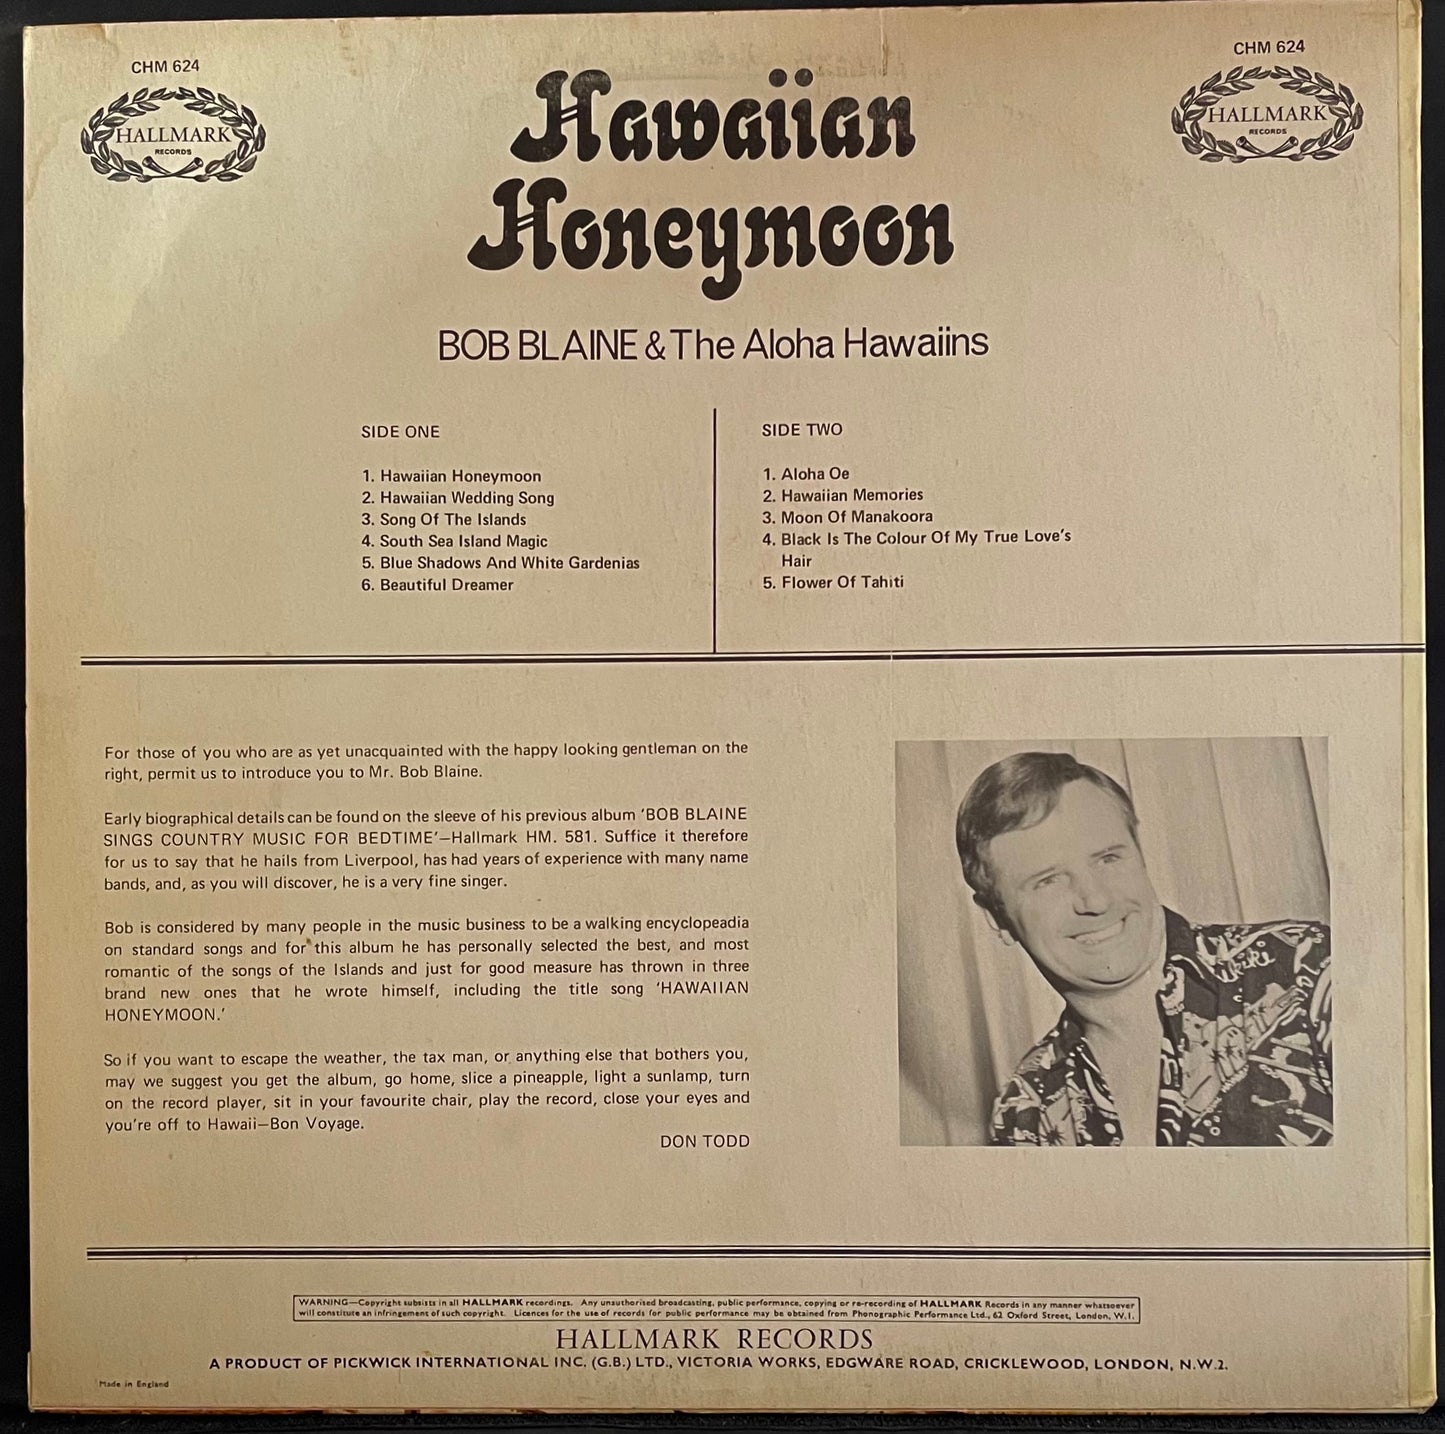 CHM 624
HALLMARK
RECORDS
CHM 624
HALLMARK
RECORDS
Hawaiian
Honeymoon
BOB BLAINE & The Aloha Hawaiins
SIDE ONE
1. Hawaiian Honeymoon
2. Hawaiian Wedding Song
3. Song Of The Islands
4. South Sea Island Magic
5. Blue Shadows And White Gardenias
6. Beautiful Dreamer
SIDE TWO
1. Aloha Oe
2. Hawaiian Memories
3. Moon Of Manakoora
4. Black Is The Colour Of My True Love's
Hair
5. Flower Of Tahiti
For those of you who are as yet unacquainted with the happy looking gentleman on the
right, permit us to introduce you to Mr. Bob Blaine.
Early biographical details can be found on the sleeve of his previous album 'BOB BLAINE
SINGS COUNTRY MUSIC FOR BEDTIME'—Hallmark HM. 581. Suffice it therefore
for us to say that he hails from Liverpool, has had years of experience with many name
bands, and, as you will discover, he is a very fine singer.
Bob is considered by many people in the music business to be a walking encyclopeadia
on standard songs and for this album he has personally selected the best, and most
romantic of the songs of the Islands and just for good measure has thrown in three
brand new ones that he wrote himself, including the title song 'HAWAIIAN
HONEYMOON.'
So if you want to escape the weather, the tax man, or anything else that bothers you,
may we suggest you get the album, go home, slice a pineapple, light a sunlamp, turn
on the record player, sit in your favourite chair, play the record, close your eyes and
you're off to Hawaii—Bon Voyage.
DON TODD
WARNING—Copyright subsists in all HALLMARK recordings. Any unauthorised broadcasting, public performance, copying or re-recording of HALLMARK Records in any manner whatsoever
will constitute an infringement of such copyright. Licences for the use of records for public performance may be obtained from Phonographic Performance Ltd., 62 Oxford Street, London, W.1.
HALLMARK RECORDS
A PRODUCT OF PICKWICK INTERNATIONAL INC. (G.B.) LTD., VICTORIA WORKS, EDGWARE ROAD, CRICKLEWOOD, LONDON, N.W.2.
Made in England